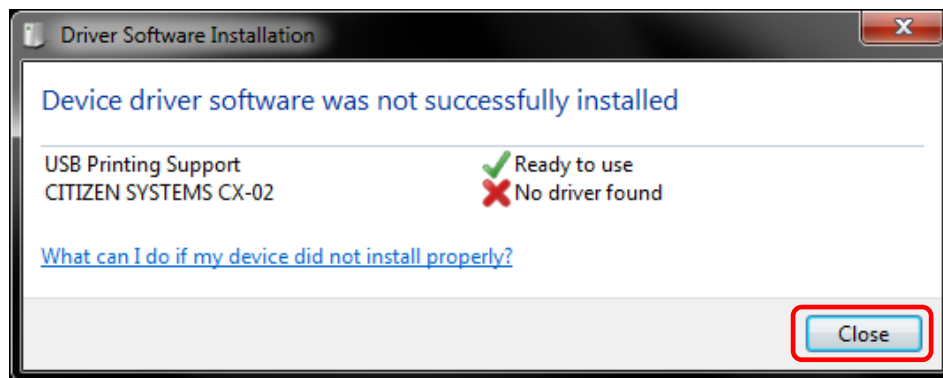 Driver Software Installation
Device driver software was not successfully installed
USB Printing Support Ready to use
CITIZEN SYSTEMS CX-02 No driver found
What can I do if my device did not install properly?
Close